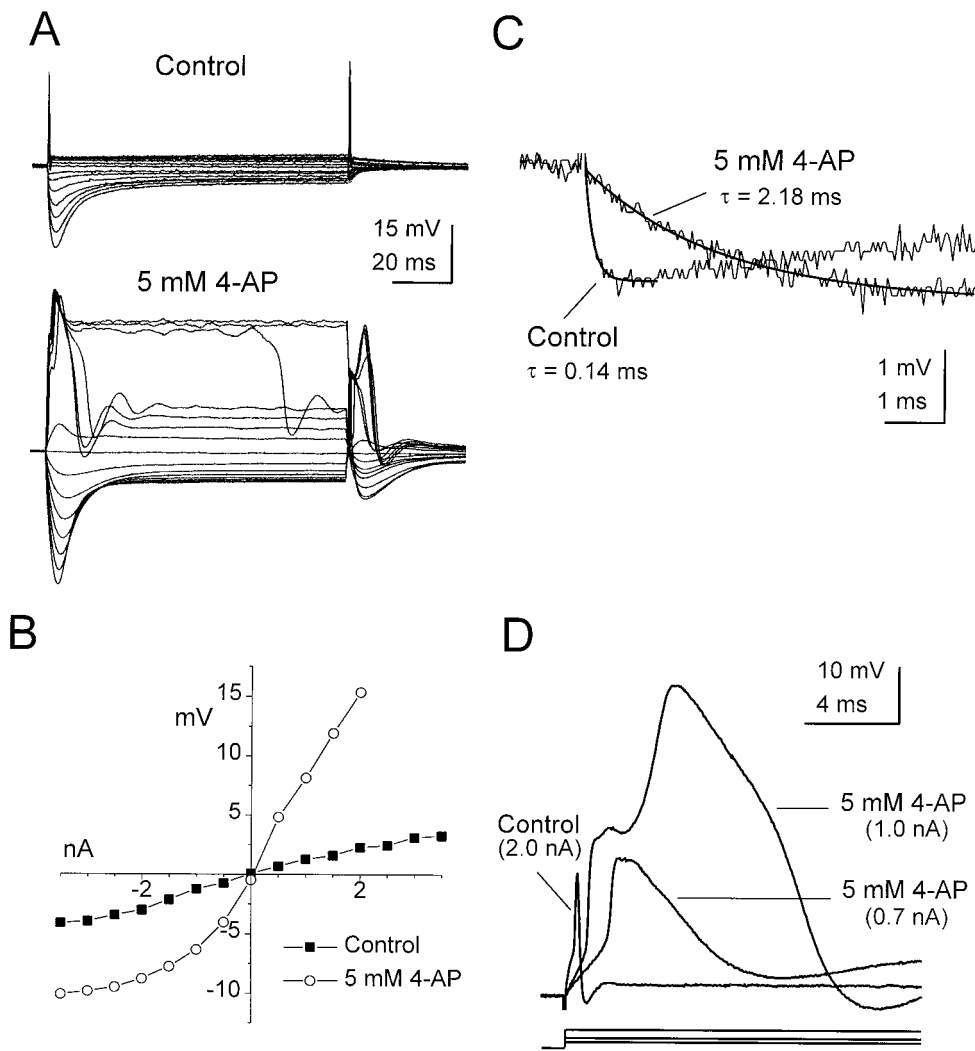 A
Control
15 mV
20 ms
5 mM 4-AP
C
5 mM 4-AP
τ = 2.18 ms
Control
τ = 0.14 ms
1 mV
1 ms
B
mV
15
10
5
nA
-2
2
-5
-10
Control
5 mM 4-AP
D
10 mV
4 ms
Control
(2.0 nA)
5 mM 4-AP
(1.0 nA)
5 mM 4-AP
(0.7 nA)